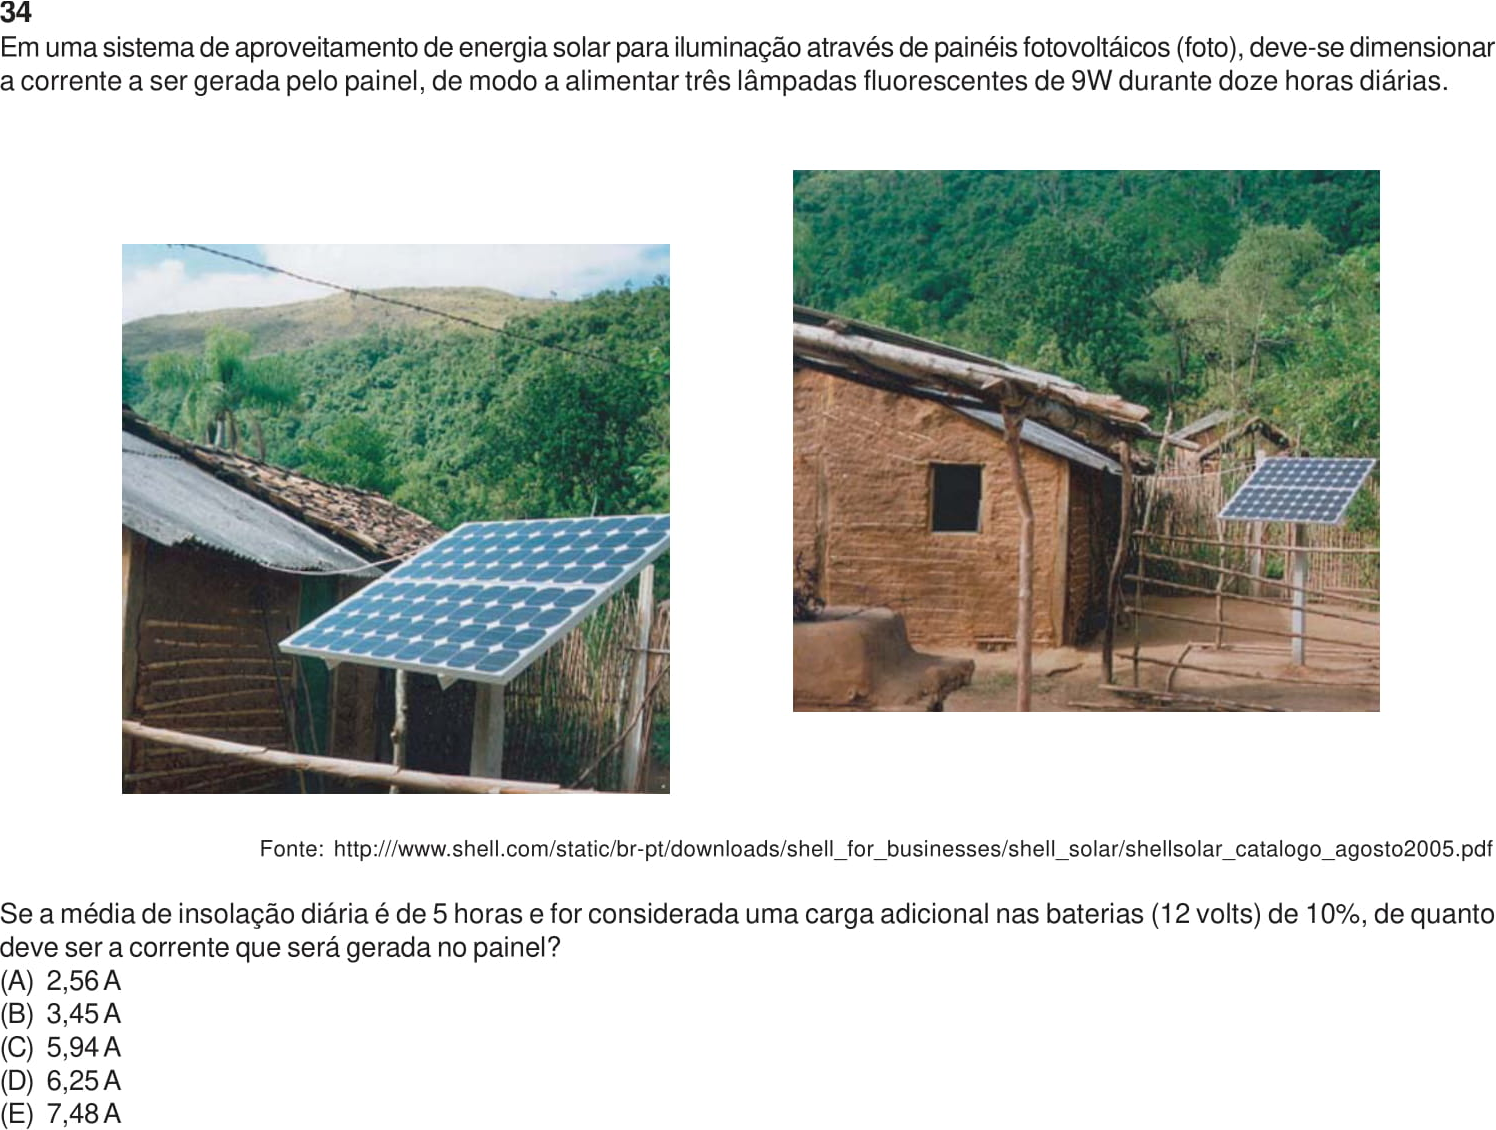 34
Em uma sistema de aproveitamento de energia solar para iluminação através de painéis fotovoltáicos (foto), deve-se dimensionar
a corrente a ser gerada pelo painel, de modo a alimentar três lâmpadas fluorescentes de 9W durante doze horas diárias.
Fonte: http:///www.shell.com/static/br-pt/downloads/shell_for_businesses/shell_solar/shellsolar_catalogo_agosto2005.pdf
Se a média de insolação diária é de 5 horas e for considerada uma carga adicional nas baterias (12 volts) de 10%, de quanto
deve ser a corrente que será gerada no painel?
(A) 2,56 A
(B) 3,45 A
(C) 5,94 A
(D) 6,25 A
(E) 7,48 A